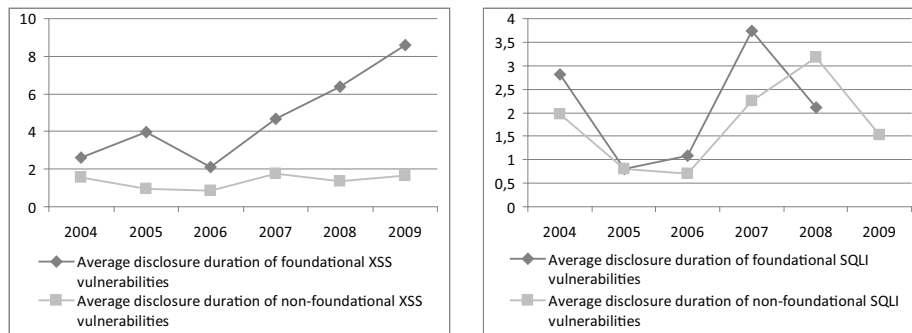 10
8
6
4
2
0
2004 2005 2006 2007 2008 2009
Average disclosure duration of foundational XSS
vulnerabilities
Average disclosure duration of non-foundational XSS
vulnerabilities
4
3,5
3
2,5
2
1,5
1
0,5
0
2004 2005 2006 2007 2008 2009
Average disclosure duration of foundational SQLI
vulnerabilities
Average disclosure duration of non-foundational SQLI
vulnerabilities